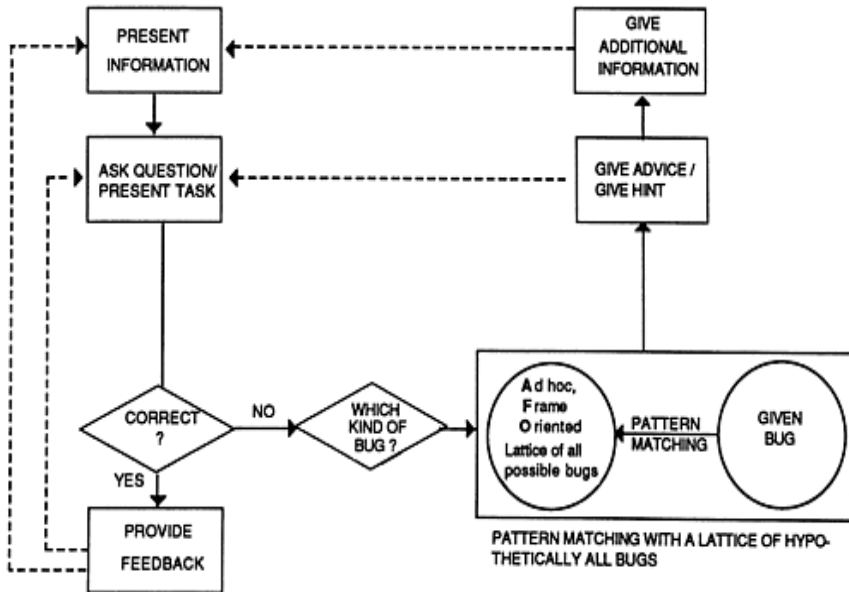 PRESENT
INFORMATION
GIVE
ADDITIONAL
INFORMATION
ASK QUESTION/
PRESENT TASK
GIVE ADVICE /
GIVE HINT
CORRECT
?
NO
WHICH
KIND OF
BUG ?
Ad hoc,
Frame
Oriented
Lattice of all
possible bugs
PATTERN
MATCHING
GIVEN
BUG
YES
PROVIDE
FEEDBACK
PATTERN MATCHING WITH A LATTICE OF HYPO-
THETICALLY ALL BUGS